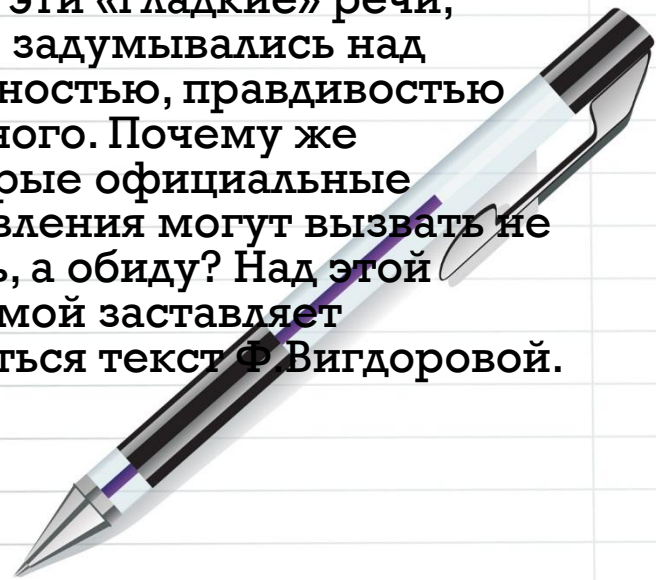 эти «гладкие» речи,
задумывались над
ностью, правдивостью
ного. Почему же
рые официальные
вления могут вызвать не
ь, а обиду? Над этой
мой заставляет
ться текст Ф.Вигдоровой.